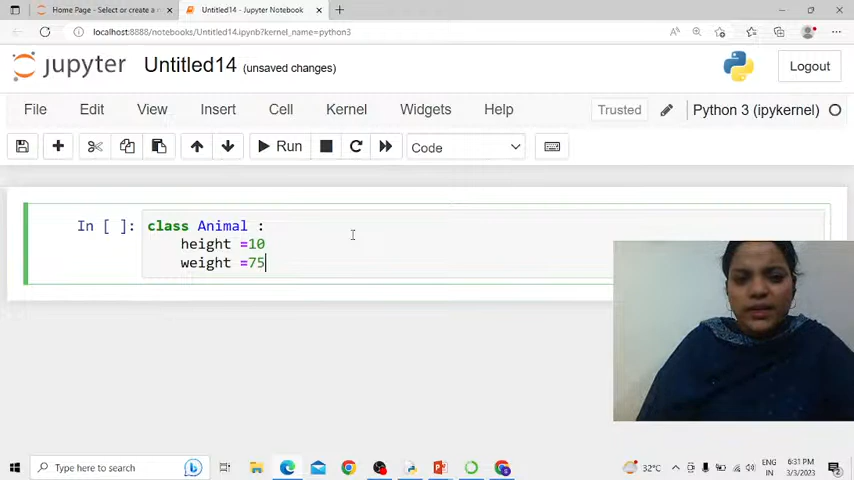 Home Page - Select or create a n
Untitled14 - Jupyter Notebook
localhost:8888/notebooks/Untitled14.ipynb?kernel_name=python3
jupyter Untitled14 (unsaved changes)
Logout
File Edit View Insert Cell Kernel Widgets Help Trusted Python 3 (ipykernel)
Run Code
In [ ]: class Animal :
height =10
weight =75
Type here to search
32°C
ENG
IN
6:31 PM
3/3/2023